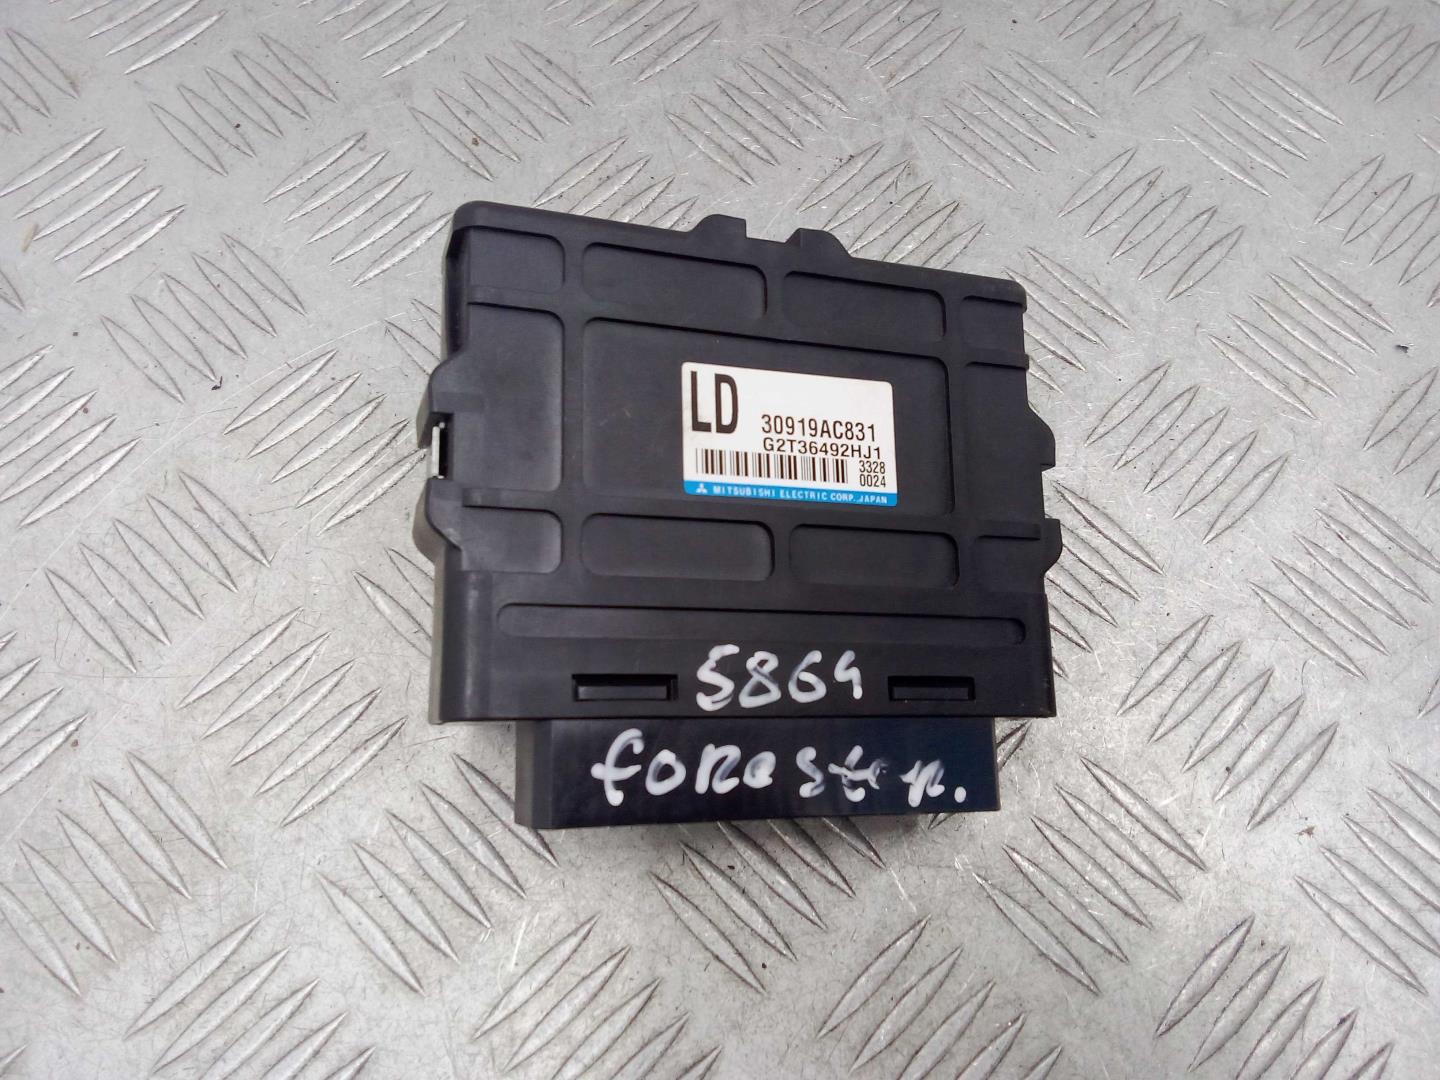 LD 30919AC831
G2T36492HJ1
3328
0024
MITSUBISHI ELECTRIC CORP. JAPAN
5864
forester.